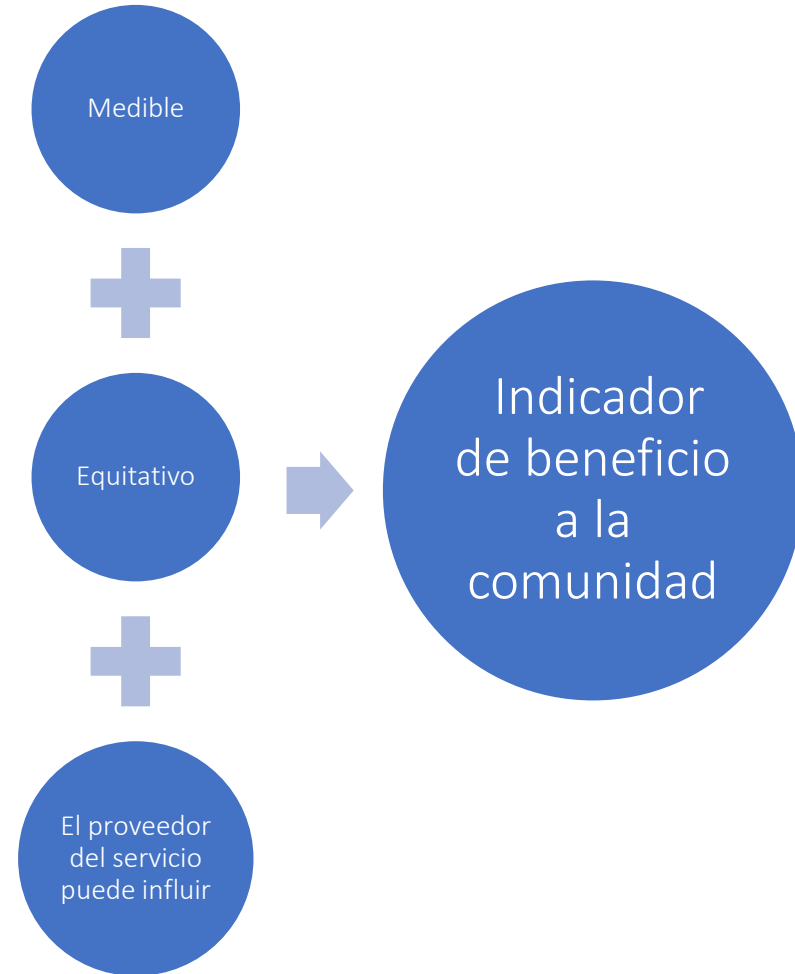 Medible
Equitativo
El proveedor
del servicio
puede influir
Indicador
de beneficio
a la
comunidad